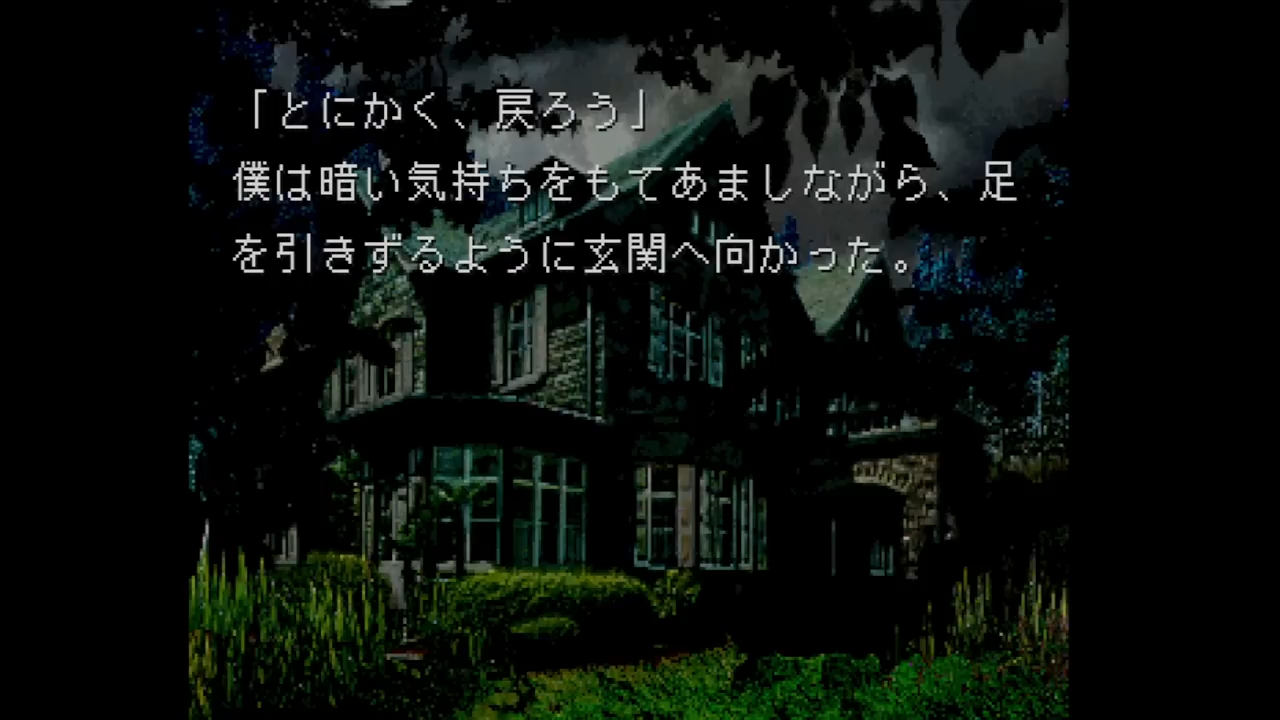 「とにかく、戻ろう」
僕は暗い気持ちをもてあましながら、足
を引きずるように玄関へ向かった。